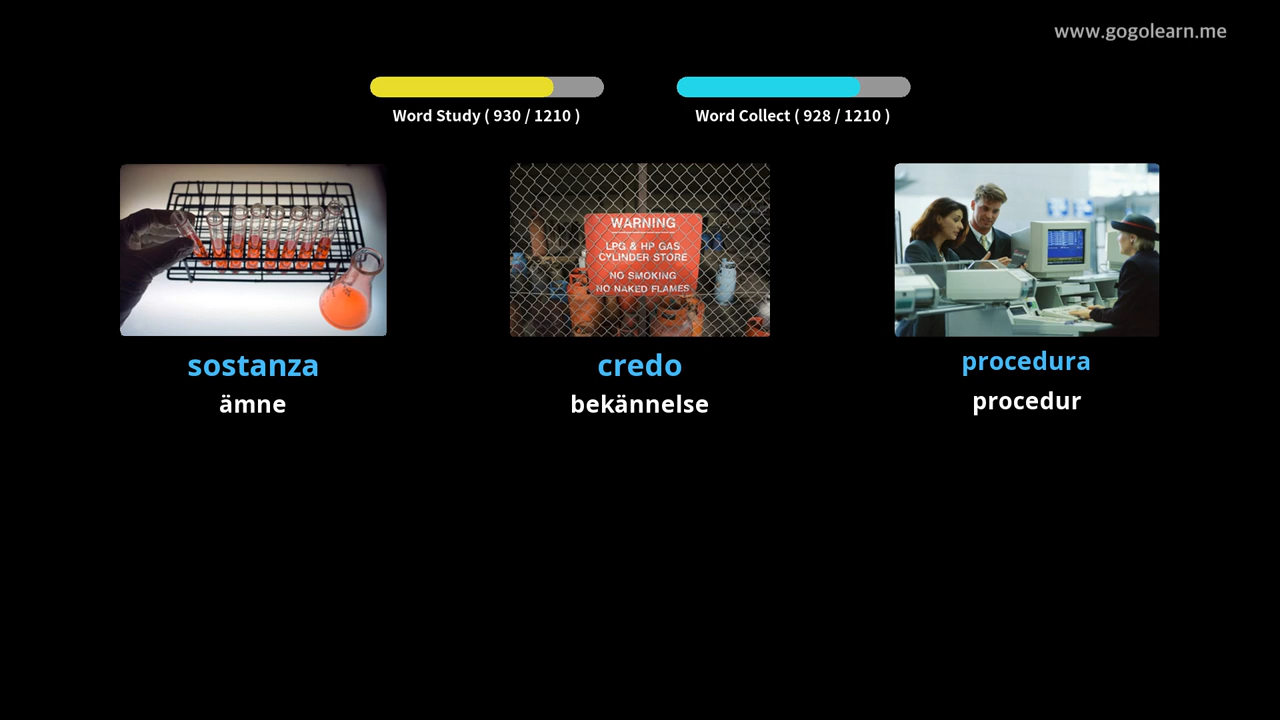 www.gogolearn.me
Word Study ( 930 / 1210 )
Word Collect ( 928 / 1210 )
WARNING
LPG & HP GAS
CYLINDER STORE
NO SMOKING
NO NAKED FLAMES
sostanza
ämne
credo
bekännelse
procedura
procedur